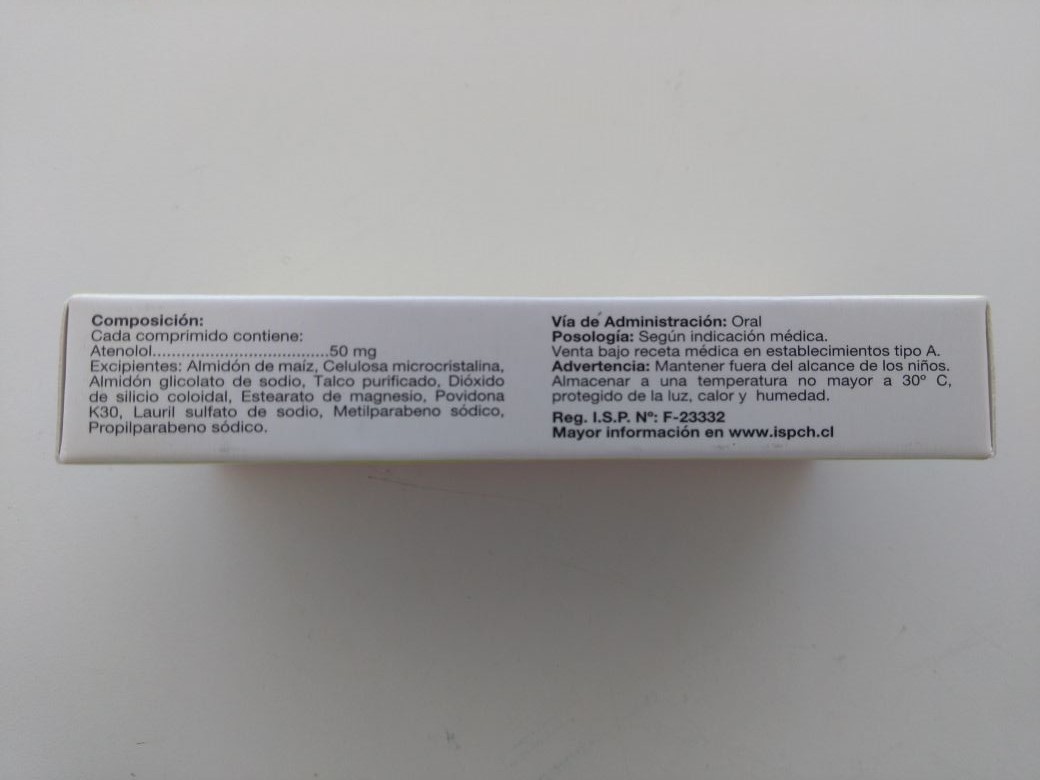 Composición:
Cada comprimido contiene:
Atenolol.....................................50 mg
Excipientes: Almidón de maíz, Celulosa microcristalina,
Almidón glicolato de sodio, Talco purificado, Dióxido
de silicio coloidal, Estearato de magnesio, Povidona
K30, Lauril sulfato de sodio, Metilparabeno sódico,
Propilparabeno sódico.
Vía de Administración: Oral
Posología: Según indicación médica.
Venta bajo receta médica en establecimientos tipo A.
Advertencia: Mantener fuera del alcance de los niños.
Almacenar a una temperatura no mayor a 30º C,
protegido de la luz, calor y humedad.
Reg. I.S.P. Nº: F-23332
Mayor información en www.ispch.cl